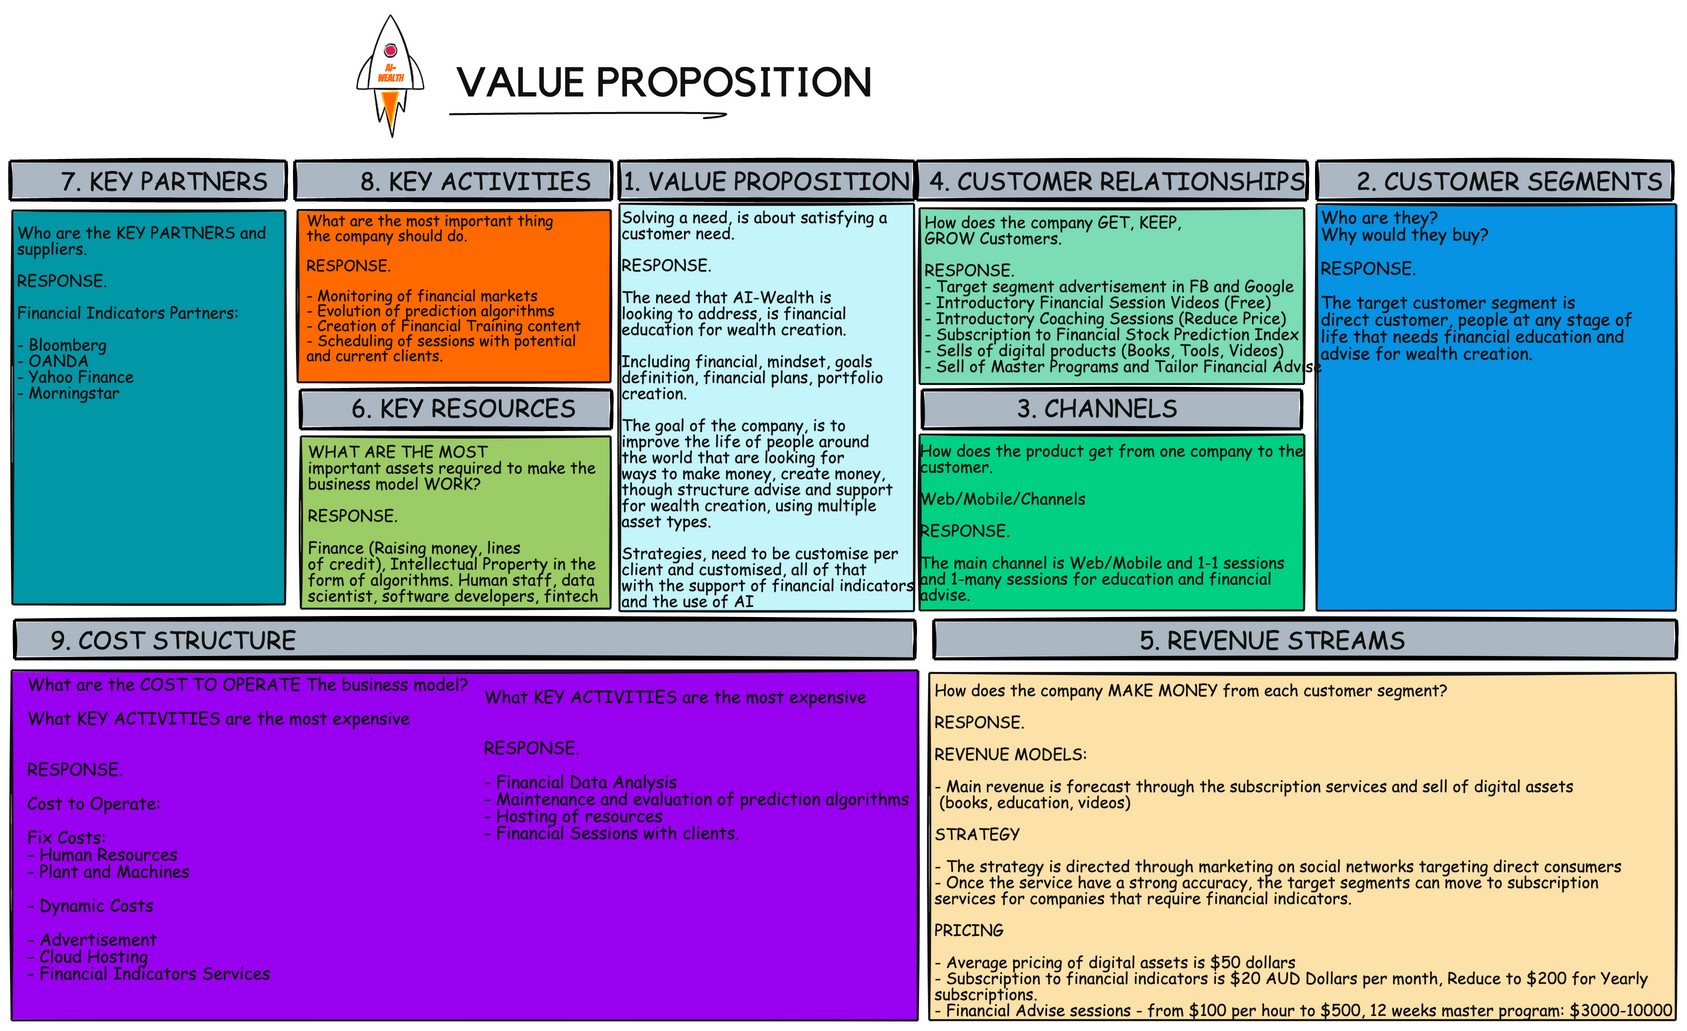 AI-
WEALTH
VALUE PROPOSITION
7. KEY PARTNERS
Who are the KEY PARTNERS and
suppliers.
RESPONSE.
Financial Indicators Partners:
- Bloomberg
- OANDA
- Yahoo Finance
- Morningstar
8. KEY ACTIVITIES
What are the most important thing
the company should do.
RESPONSE.
- Monitoring of financial markets
- Evolution of prediction algorithms
- Creation of Financial Training content
- Scheduling of sessions with potential
and current clients.
6. KEY RESOURCES
WHAT ARE THE MOST
important assets required to make the
business model WORK?
RESPONSE.
Finance (Raising money, lines
of credit), Intellectual Property in the
form of algorithms. Human staff, data
scientist, software developers, fintech
1. VALUE PROPOSITION
Solving a need, is about satisfying a
customer need.
RESPONSE.
The need that AI-Wealth is
looking to address, is financial
education for wealth creation.
Including financial, mindset, goals
definition, financial plans, portfolio
creation.
The goal of the company, is to
improve the life of people around
the world that are looking for
ways to make money, create money,
though structure advise and support
for wealth creation, using multiple
asset types.
Strategies, need to be customise per
client and customised, all of that
with the support of financial indicators
and the use of AI
4. CUSTOMER RELATIONSHIPS
How does the company GET, KEEP,
GROW Customers.
RESPONSE.
- Target segment advertisement in FB and Google
- Introductory Financial Session Videos (Free)
- Introductory Coaching Sessions (Reduce Price)
- Subscription to Financial Stock Prediction Index
- Sells of digital products (Books, Tools, Videos)
- Sell of Master Programs and Tailor Financial Advise
3. CHANNELS
How does the product get from one company to the
customer.
Web/Mobile/Channels
RESPONSE.
The main channel is Web/Mobile and 1-1 sessions
and 1-many sessions for education and financial
advise.
2. CUSTOMER SEGMENTS
Who are they?
Why would they buy?
RESPONSE.
The target customer segment is
direct customer, people at any stage of
life that needs financial education and
advise for wealth creation.
9. COST STRUCTURE
What are the COST TO OPERATE The business model?
What KEY ACTIVITIES are the most expensive
RESPONSE.
Cost to Operate:
Fix Costs:
- Human Resources
- Plant and Machines
- Dynamic Costs
- Advertisement
- Cloud Hosting
- Financial Indicators Services
What KEY ACTIVITIES are the most expensive
RESPONSE.
- Financial Data Analysis
- Maintenance and evaluation of prediction algorithms
- Hosting of resources
- Financial Sessions with clients.
5. REVENUE STREAMS
How does the company MAKE MONEY from each customer segment?
RESPONSE.
REVENUE MODELS:
- Main revenue is forecast through the subscription services and sell of digital assets
(books, education, videos)
STRATEGY
- The strategy is directed through marketing on social networks targeting direct consumers
- Once the service have a strong accuracy, the target segments can move to subscription
services for companies that require financial indicators.
PRICING
- Average pricing of digital assets is $50 dollars
- Subscription to financial indicators is $20 AUD Dollars per month, Reduce to $200 for Yearly
subscriptions.
- Financial Advise sessions - from $100 per hour to $500, 12 weeks master program: $3000-10000